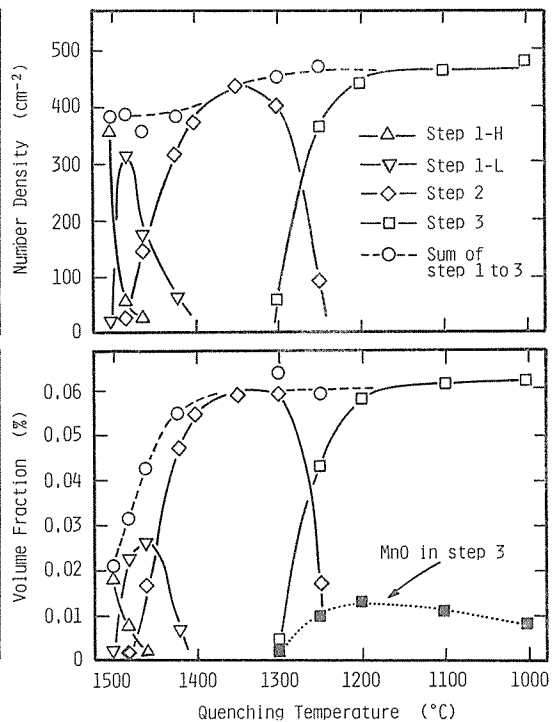 500
400
300
200
100
0
Number Density (cm⁻²)
Step 1-H
Step 1-L
Step 2
Step 3
Sum of
step 1 to 3
0.06
0.05
0.04
0.03
0.02
0.01
0
Volume Fraction (%)
MnO in step 3
1500 1400 1300 1200 1100 1000
Quenching Temperature (°C)